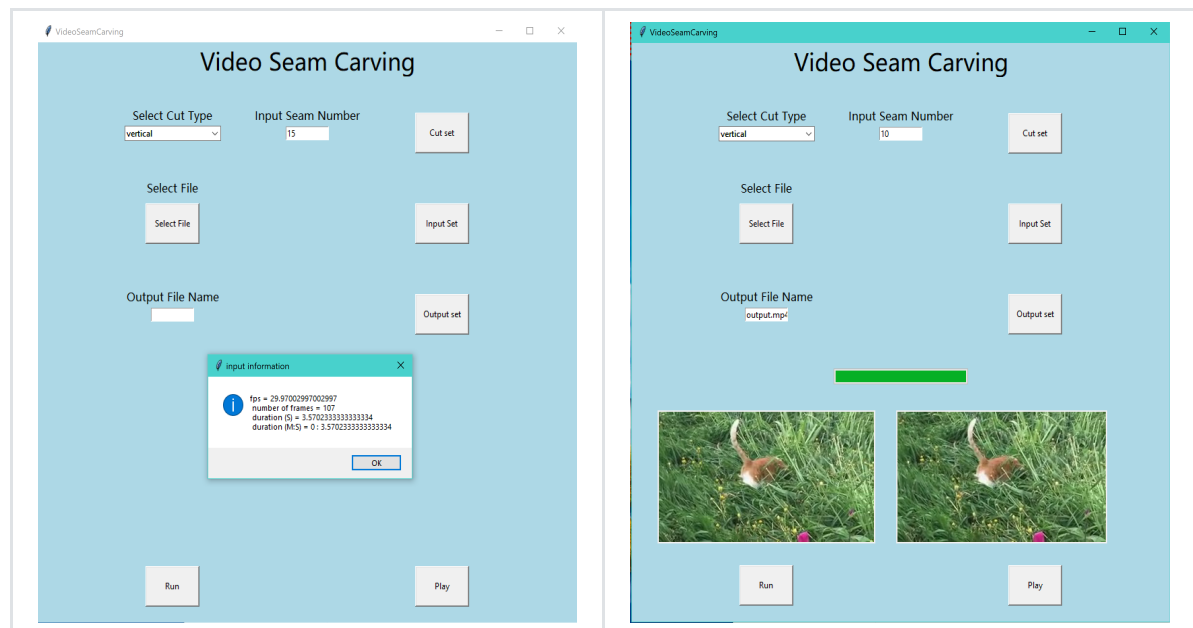 VideoSeamCarving
Video Seam Carving
Select Cut Type
Input Seam Number
vertical
15
Cut set
Select File
Select File
Input Set
Output File Name
Output set
input information
fps = 29.97002997002997
number of frames = 107
duration (S) = 3.5702333333333334
duration (M:S) = 0 : 3.5702333333333334
OK
Run
Play
VideoSeamCarving
Video Seam Carving
Select Cut Type
Input Seam Number
vertical
10
Cut set
Select File
Select File
Input Set
Output File Name
output.mp4
Output set
Run
Play